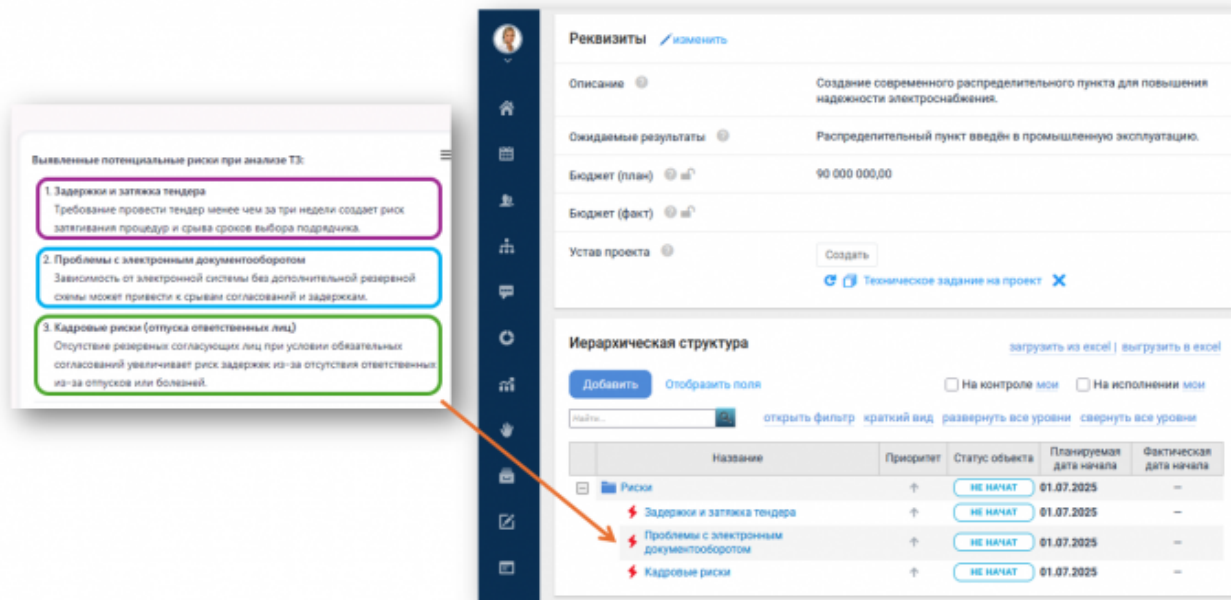 Выявленные потенциальные риски при анализе ТЗ:
1. Задержки и затяжка тендера
Требование провести тендер менее чем за три недели создает риск
затягивания процедур и срыва сроков выбора подрядчика.
2. Проблемы с электронным документооборотом
Зависимость от электронной системы без дополнительной резервной
схемы может привести к срывам согласований и задержкам.
3. Кадровые риски (отпуска ответственных лиц)
Отсутствие резервных согласующих лиц при условии обязательных
согласований увеличивает риск задержек из-за отсутствия ответственных
из-за отпусков или болезней.
Реквизиты изменить
Описание Создание современного распределительного пункта для повышения
надежности электроснабжения.
Ожидаемые результаты Распределительный пункт введён в промышленную эксплуатацию.
Бюджет (план) 90 000 000,00
Бюджет (факт)
Устав проекта Создать
Техническое задание на проект
Иерархическая структура загрузить из excel | выгрузить в excel
Добавить Отобразить поля На контроле мои На исполнении мои
Найти... открыть фильтр краткий вид развернуть все уровни свернуть все уровни
Название Приоритет Статус объекта Планируемая дата начала Фактическая дата начала
Риски НЕ НАЧАТ 01.07.2025 –
Задержки и затяжка тендера НЕ НАЧАТ 01.07.2025 –
Проблемы с электронным
документооборотом НЕ НАЧАТ 01.07.2025 –
Кадровые риски НЕ НАЧАТ 01.07.2025 –